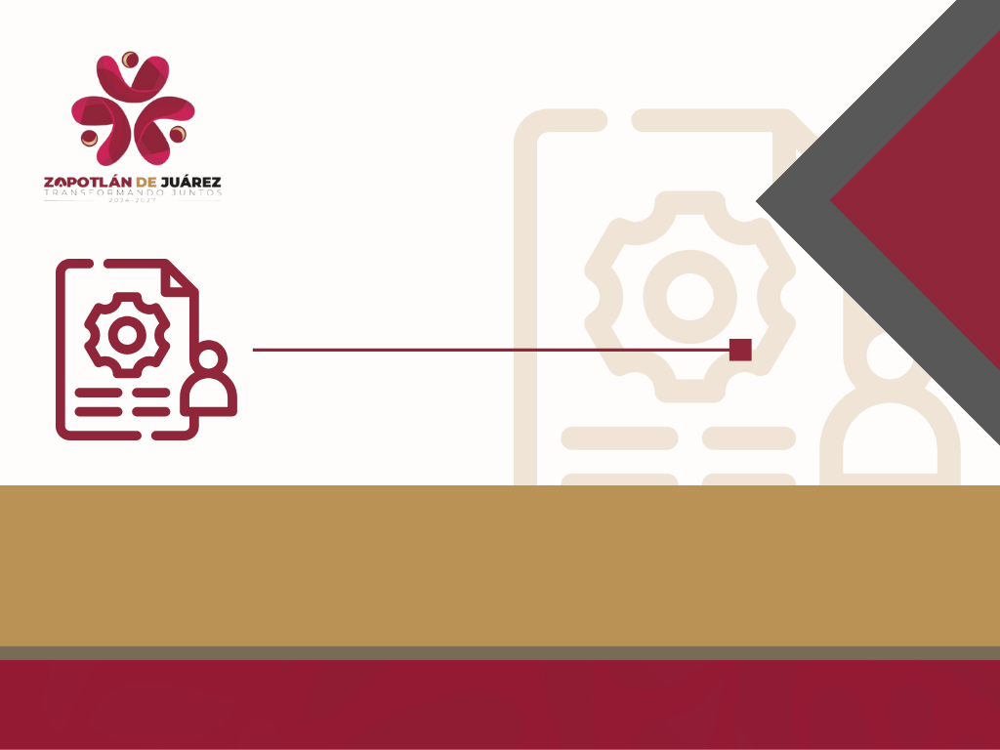 ZAPOTLÁN DE JUÁREZ
TRANSFORMANDO JUNTOS
2024-2027